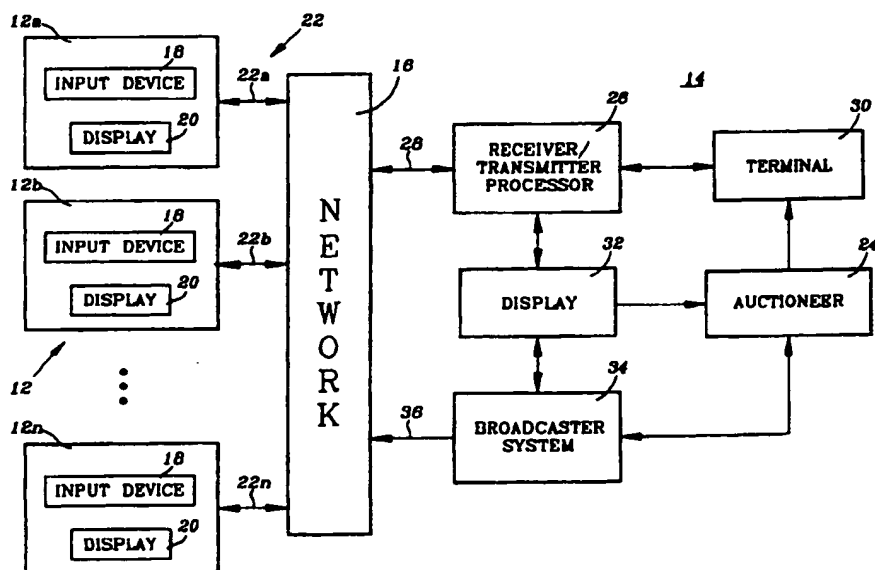 12a
18
INPUT DEVICE
20
DISPLAY
22a
22
16
12b
18
INPUT DEVICE
20
DISPLAY
22b
12
12n
18
INPUT DEVICE
20
DISPLAY
22n
NETWORK
14
28
26
RECEIVER/
TRANSMITTER
PROCESSOR
30
TERMINAL
32
DISPLAY
24
AUCTIONEER
34
BROADCASTER
SYSTEM
36